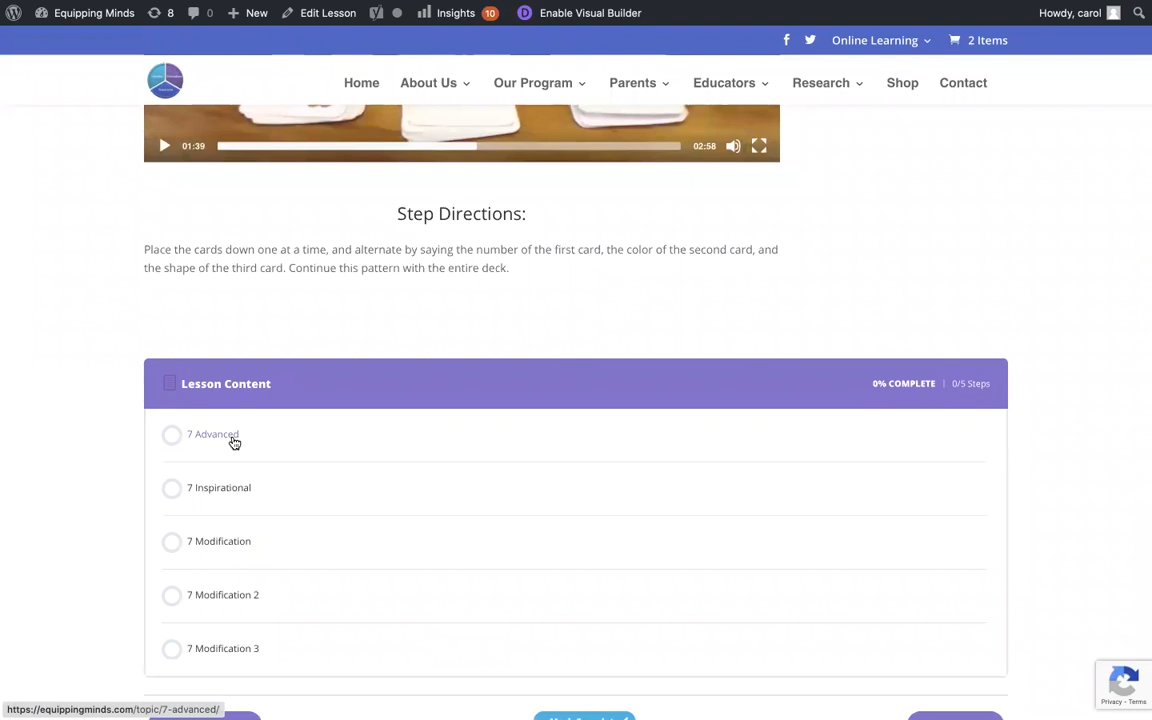 Equipping Minds 8 0 New Edit Lesson Insights 10 Enable Visual Builder Howdy, carol
Online Learning 2 Items
Home About Us Our Program Parents Educators Research Shop Contact
01:39 02:58
Step Directions:
Place the cards down one at a time, and alternate by saying the number of the first card, the color of the second card, and
the shape of the third card. Continue this pattern with the entire deck.
Lesson Content 0% COMPLETE | 0/5 Steps
7 Advanced
7 Inspirational
7 Modification
7 Modification 2
7 Modification 3
Privacy - Terms
https://equippingminds.com/topic/7-advanced/